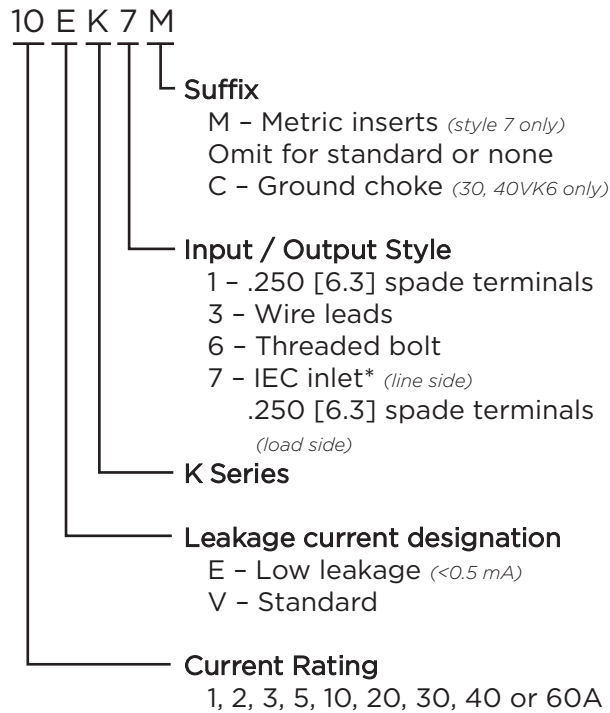 10 E K 7 M
Suffix
M – Metric inserts (style 7 only)
Omit for standard or none
C – Ground choke (30, 40VK6 only)
Input / Output Style
1 – .250 [6.3] spade terminals
3 – Wire leads
6 – Threaded bolt
7 – IEC inlet* (line side)
.250 [6.3] spade terminals
(load side)
K Series
Leakage current designation
E – Low leakage (<0.5 mA)
V – Standard
Current Rating
1, 2, 3, 5, 10, 20, 30, 40 or 60A